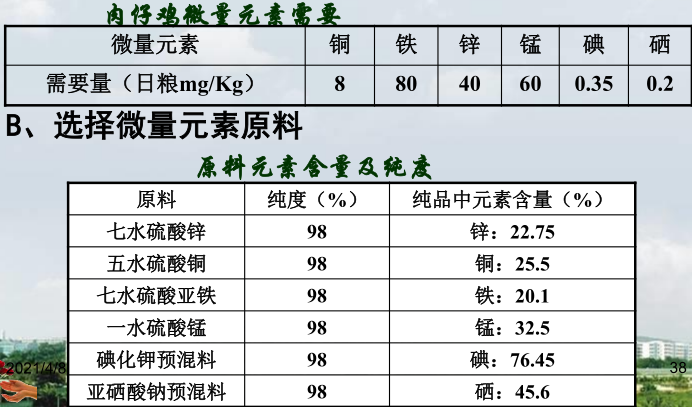 肉仔鸡微量元素需要
微量元素 铜 铁 锌 锰 碘 硒
需要量（日粮mg/Kg） 8 80 40 60 0.35 0.2
B、选择微量元素原料
原料元素含量及纯度
原料 纯度（%） 纯品中元素含量（%）
七水硫酸锌 98 锌：22.75
五水硫酸铜 98 铜：25.5
七水硫酸亚铁 98 铁：20.1
一水硫酸锰 98 锰：32.5
碘化钾预混料 98 碘：76.45
2021/4/8 38
亚硒酸钠预混料 98 硒：45.6